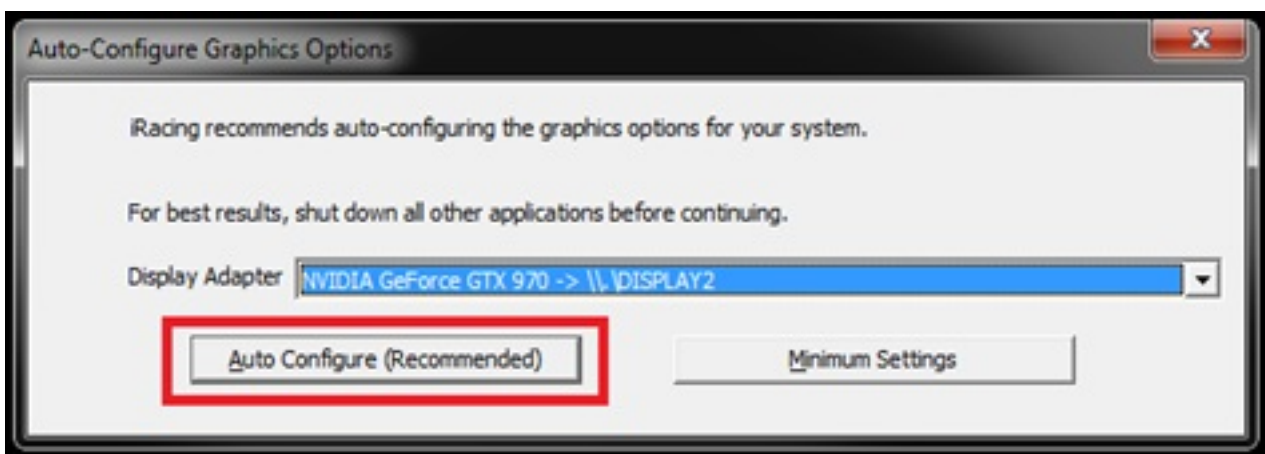 Auto-Configure Graphics Options
iRacing recommends auto-configuring the graphics options for your system.
For best results, shut down all other applications before continuing.
Display Adapter NVIDIA GeForce GTX 970 -> \\.\DISPLAY2
Auto Configure (Recommended) Minimum Settings